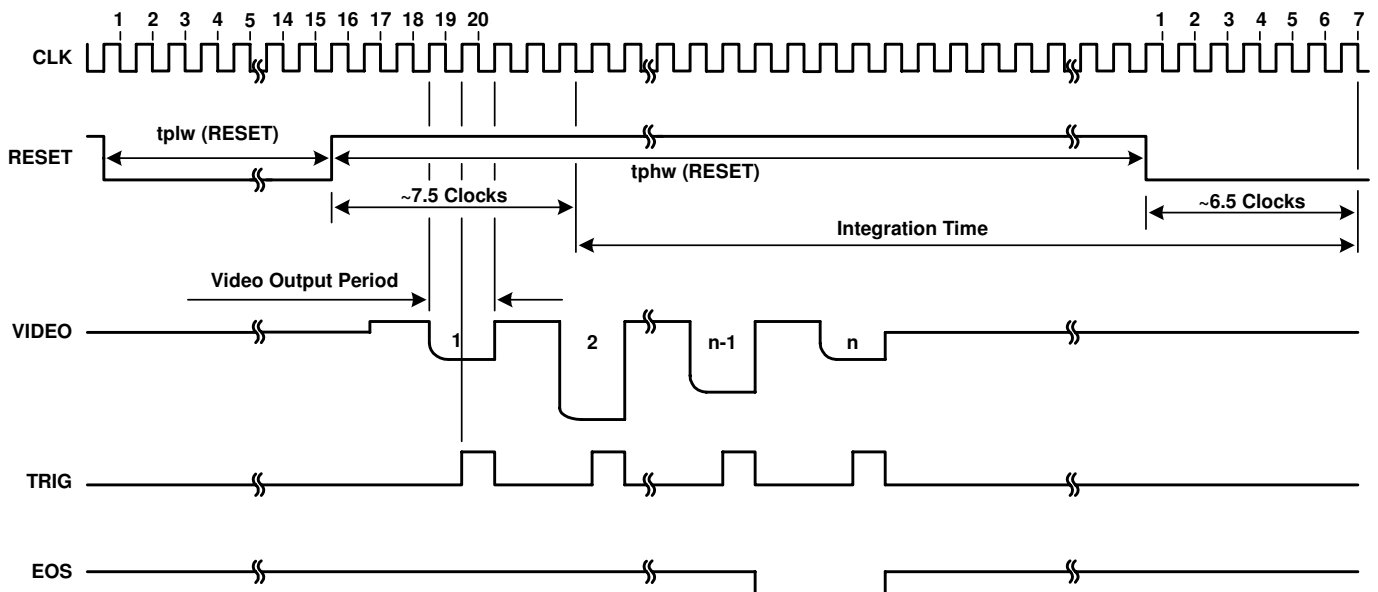 1 2 3 4 5 14 15 16 17 18 19 20 1 2 3 4 5 6 7
CLK
tplw (RESET)
RESET
tphw (RESET)
~7.5 Clocks
~6.5 Clocks
Integration Time
Video Output Period
VIDEO
1 2 n-1 n
TRIG
EOS